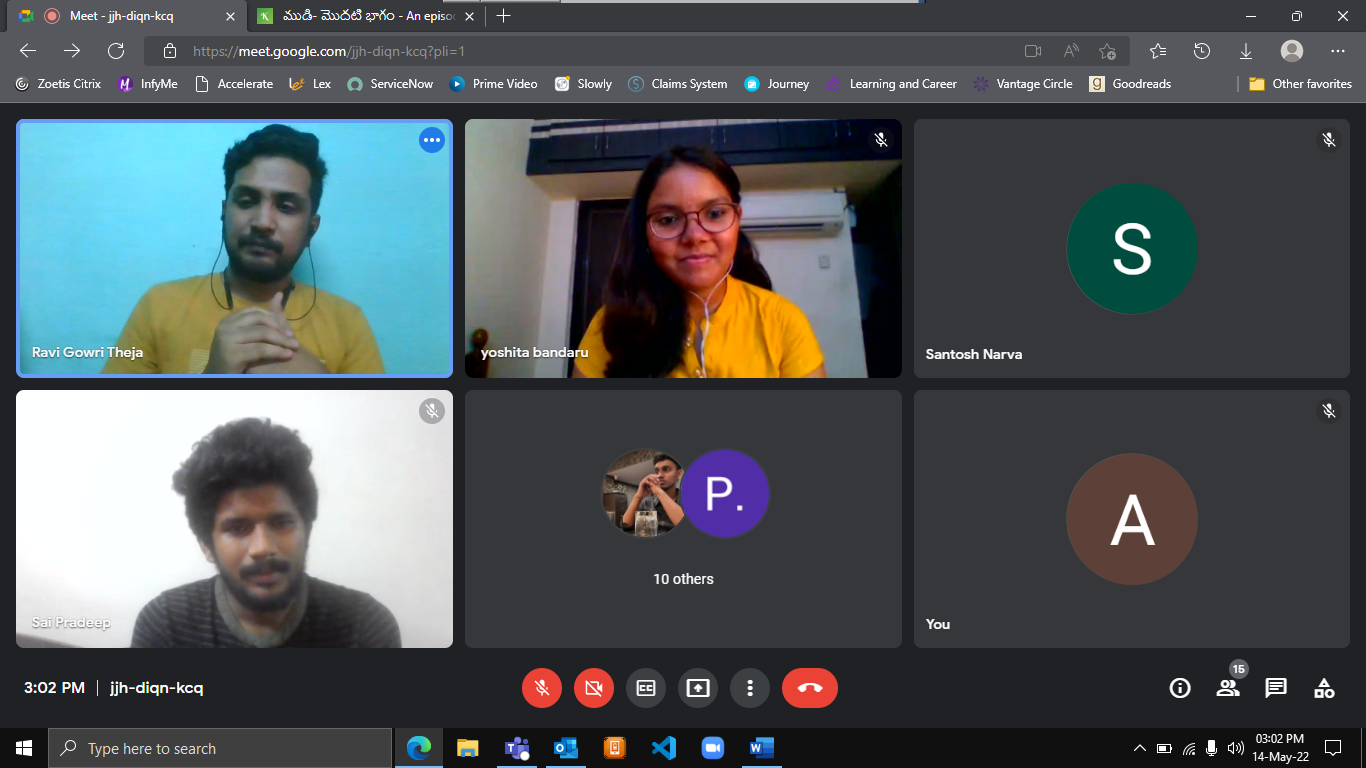 Meet - jjh-diqn-kcq
ముడి- మొదటి భాగం - An episo
https://meet.google.com/jjh-diqn-kcq?pli=1
Zoetis Citrix
InfyMe
Accelerate
Lex
ServiceNow
Prime Video
Slowly
Claims System
Journey
Learning and Career
Vantage Circle
Goodreads
Other favorites
Ravi Gowri Theja
yoshita bandaru
S
Santosh Narva
Sai Pradeep
P.
10 others
A
You
3:02 PM | jjh-diqn-kcq
CC
15
Type here to search
03:02 PM
14-May-22